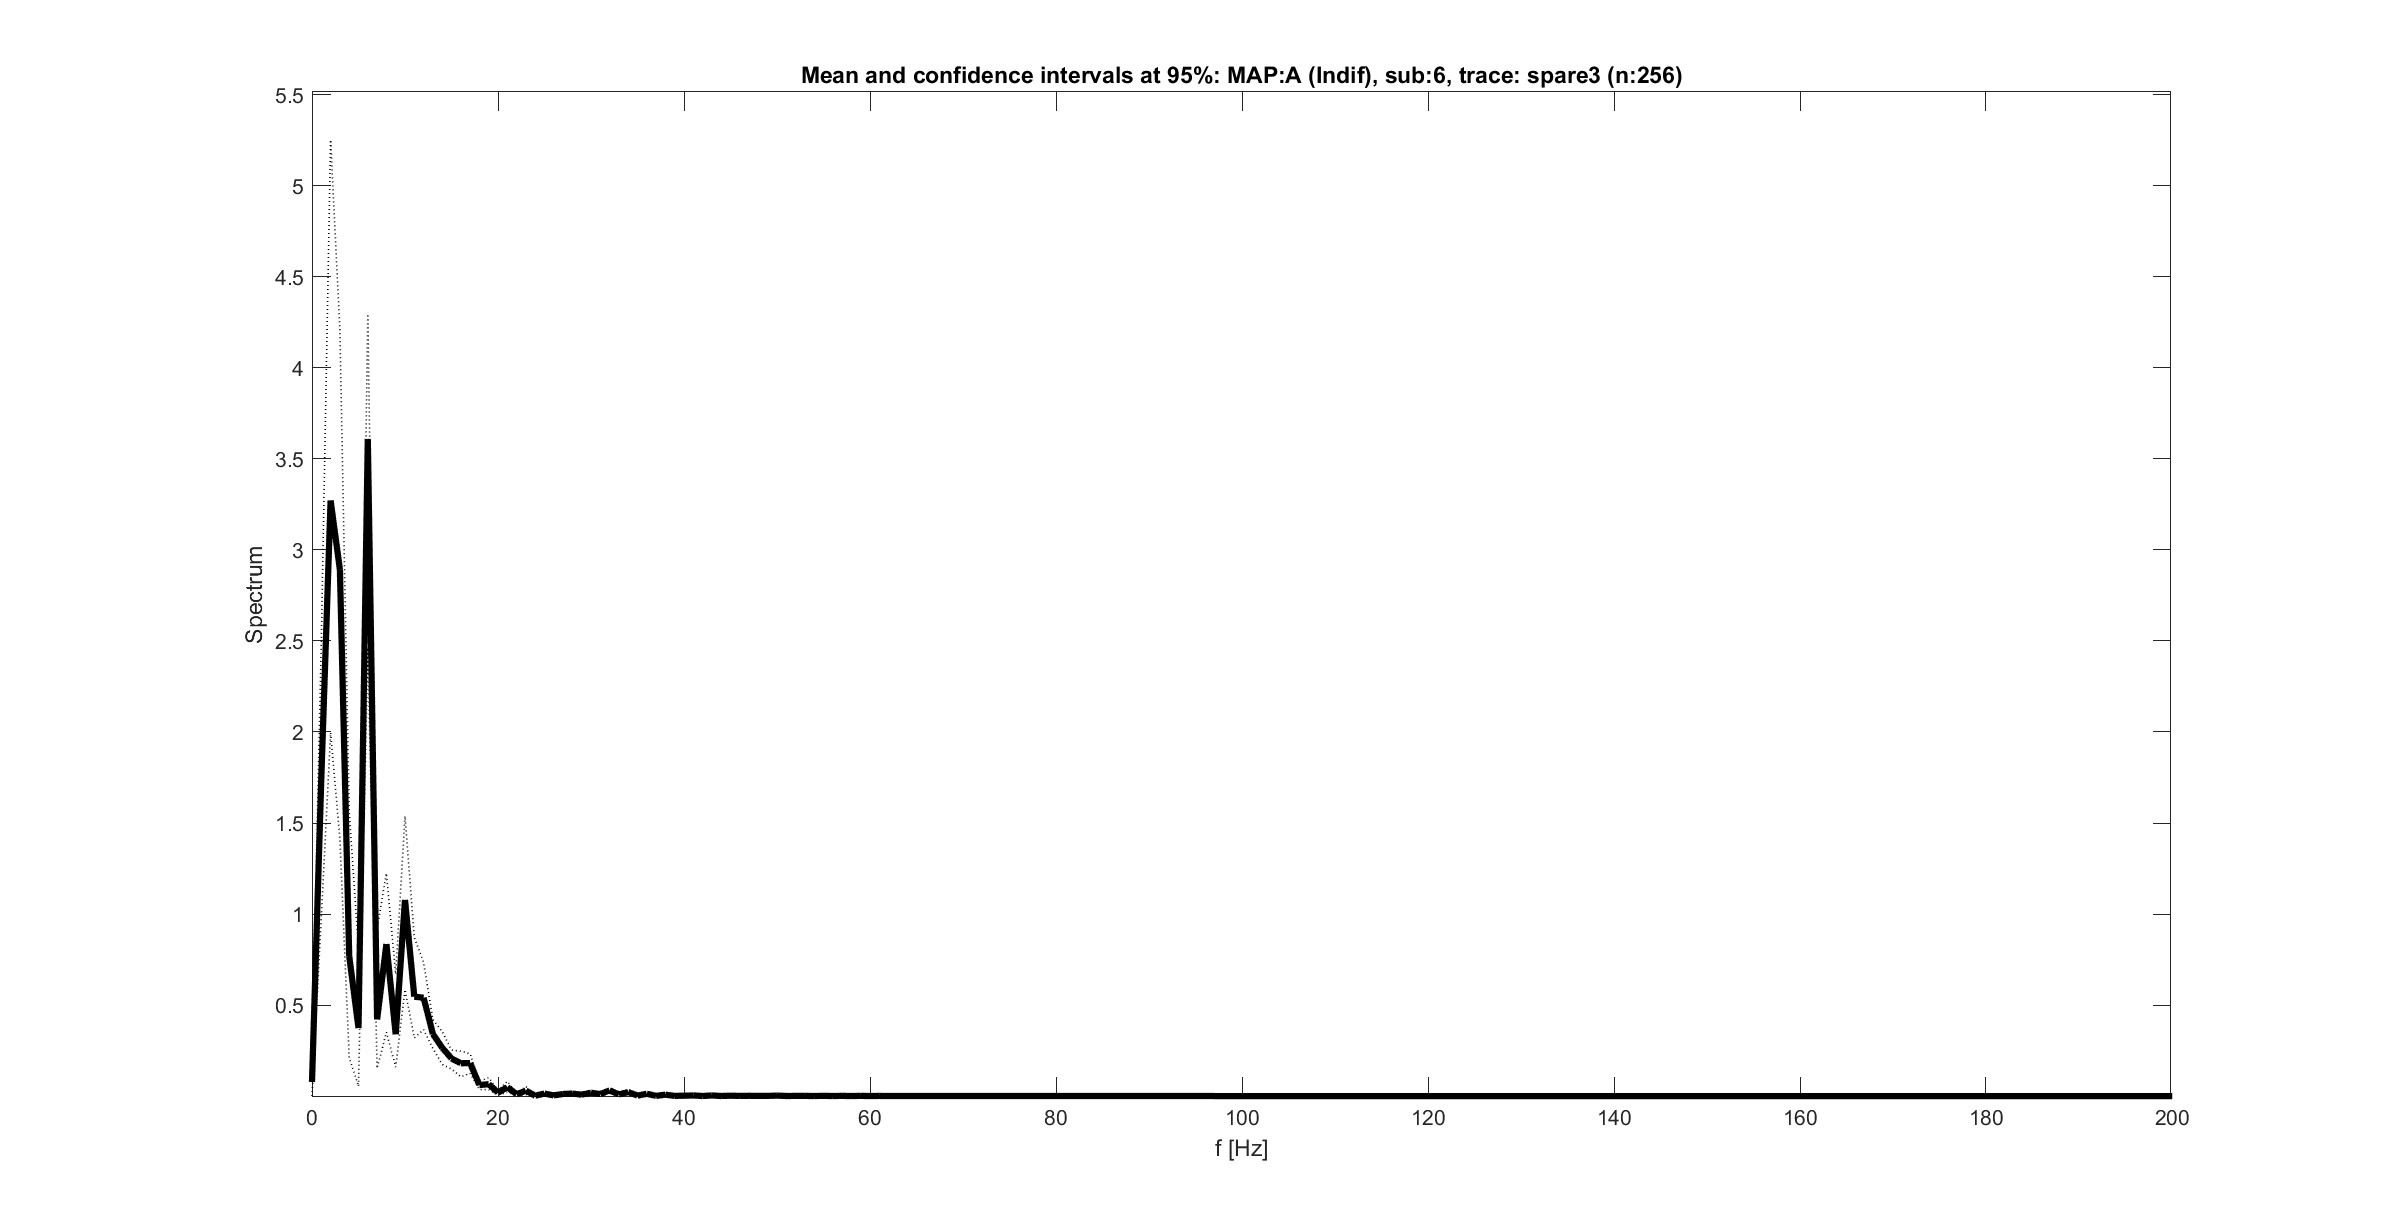 Mean and confidence intervals at 95%: MAP:A (Indif), sub:6, trace: spare3 (n:256)
5.5
5
4.5
4
3.5
3
2.5
2
1.5
1
0.5
Spectrum
0 20 40 60 80 100 120 140 160 180 200
f [Hz]